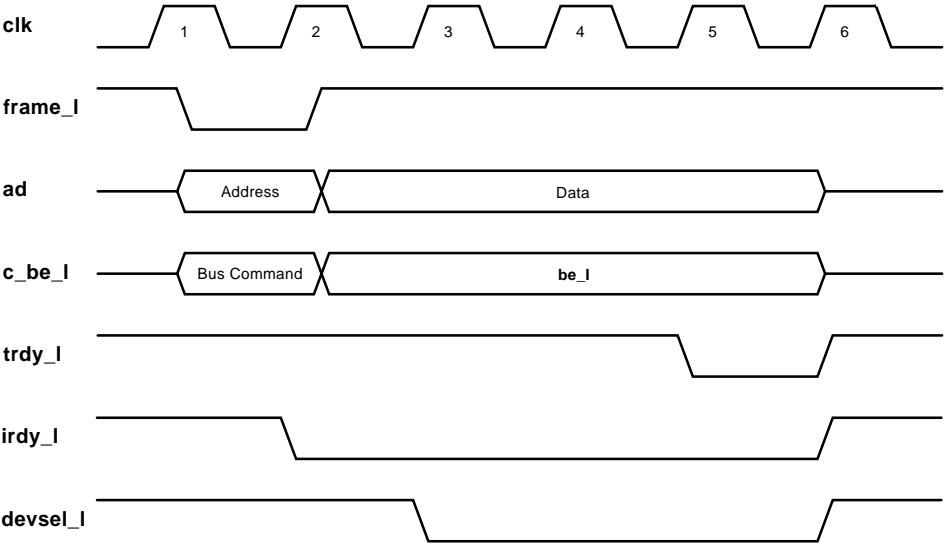 clk
1 2 3 4 5 6
frame_l
ad Address Data
c_be_l Bus Command be_l
trdy_l
irdy_l
devsel_l